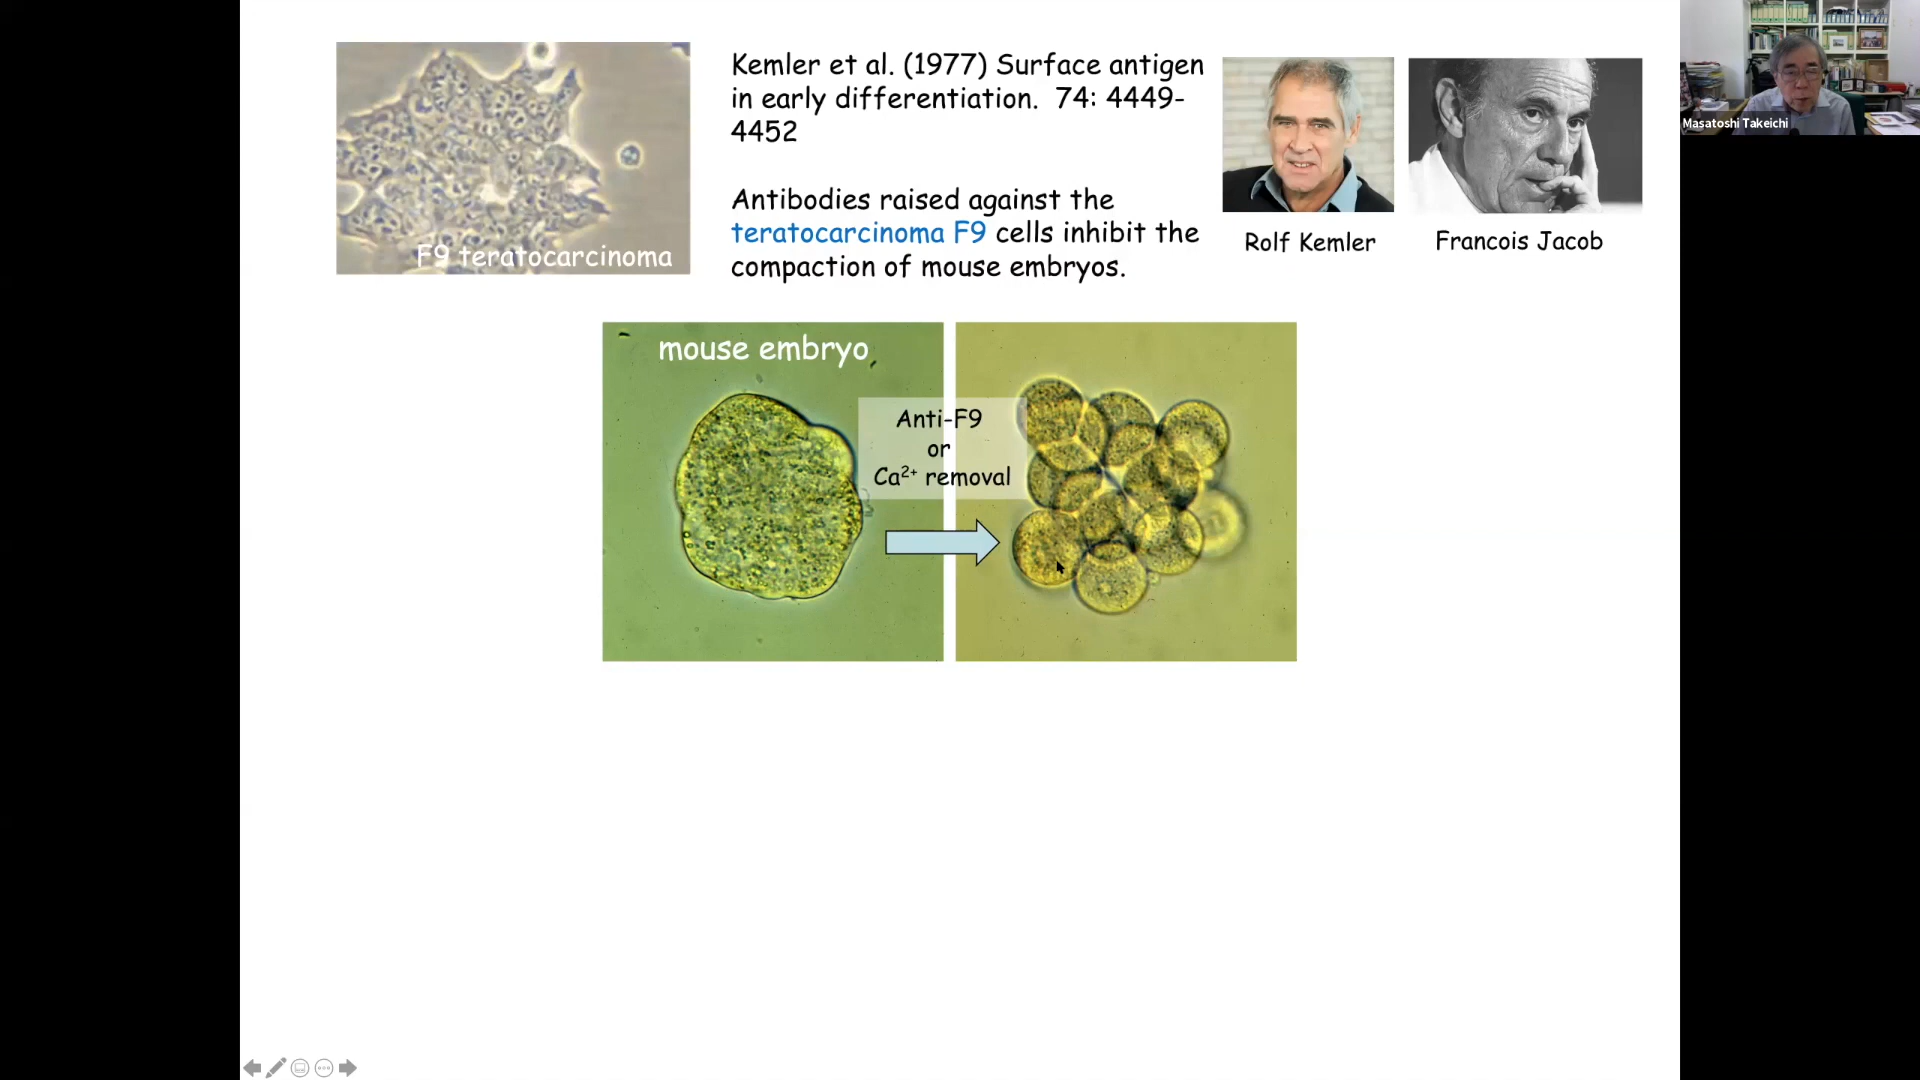 Kemler et al. (1977) Surface antigen
in early differentiation.  74: 4449-
4452
Antibodies raised against the
teratocarcinoma F9 cells inhibit the
compaction of mouse embryos.
F9 teratocarcinoma
Rolf Kemler
Francois Jacob
Masatoshi Takeichi
mouse embryo
Anti-F9
or
Ca²⁺ removal